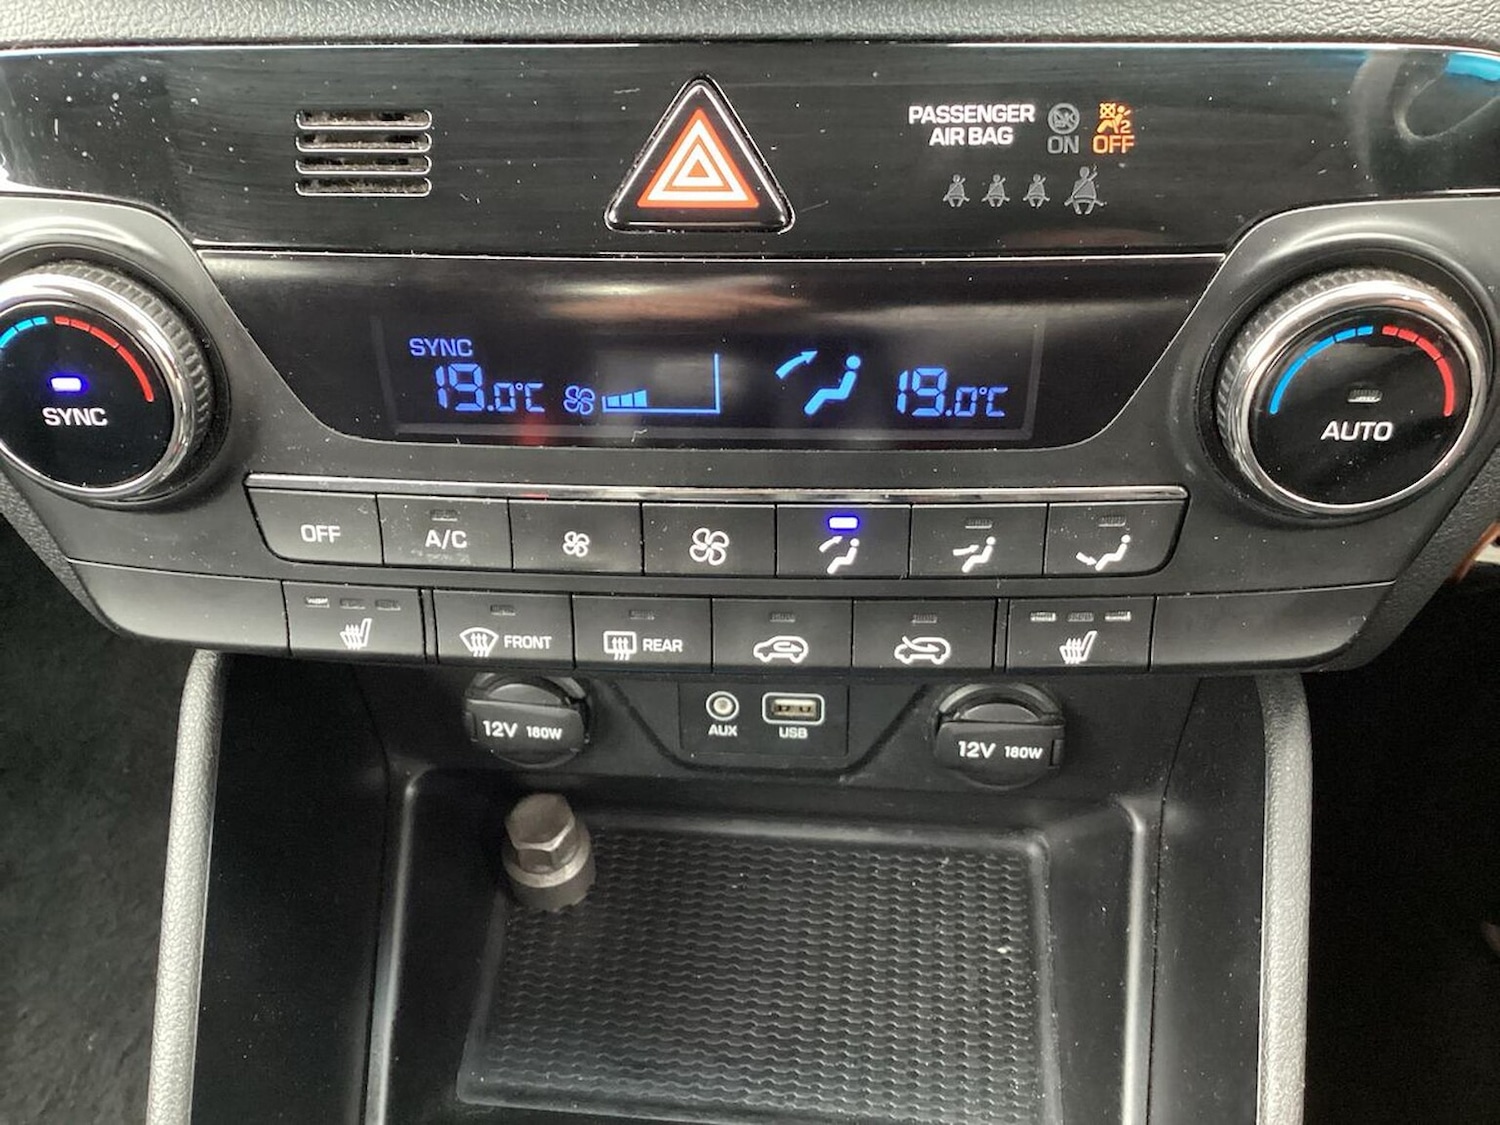 PASSENGER
AIR BAG
ON OFF
2
SYNC
19.0°C
19.0°C
SYNC
AUTO
OFF
A/C
FRONT
REAR
12V 180W
AUX
USB
12V 180W